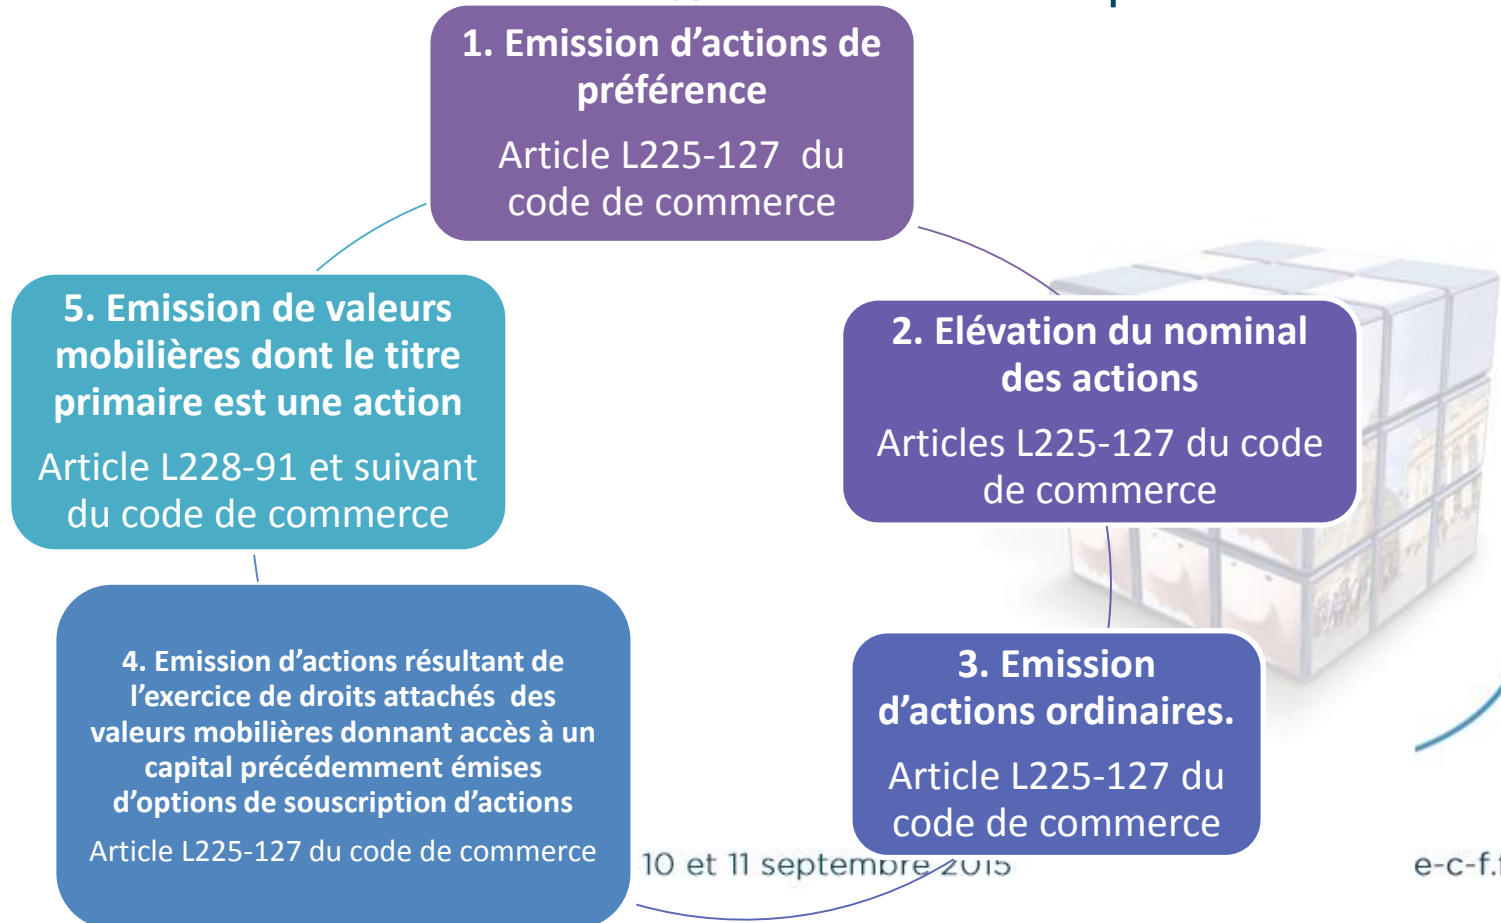 1. Emission d’actions de
préférence
Article L225-127 du
code de commerce
2. Elévation du nominal
des actions
Articles L225-127 du code
de commerce
3. Emission
d’actions ordinaires.
Article L225-127 du
code de commerce
4. Emission d’actions résultant de
l’exercice de droits attachés des
valeurs mobilières donnant accès à un
capital précédemment émises
d’options de souscription d’actions
Article L225-127 du code de commerce
5. Emission de valeurs
mobilières dont le titre
primaire est une action
Article L228-91 et suivant
du code de commerce
10 et 11 septembre 2015
e-c-f.f